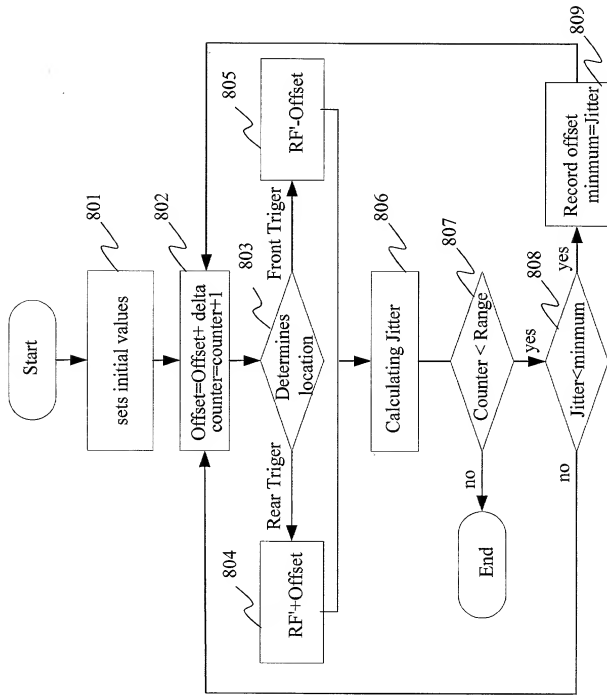 Start
801
sets initial values
802
Offset=Offset+ delta
counter=counter+1
803
Determines
location
Rear Triger
Front Triger
804
RF'+Offset
805
RF'-Offset
806
Calculating Jitter
807
Counter < Range
no
yes
End
808
Jitter<minmum
no
yes
809
Record offset
minmum=Jitter